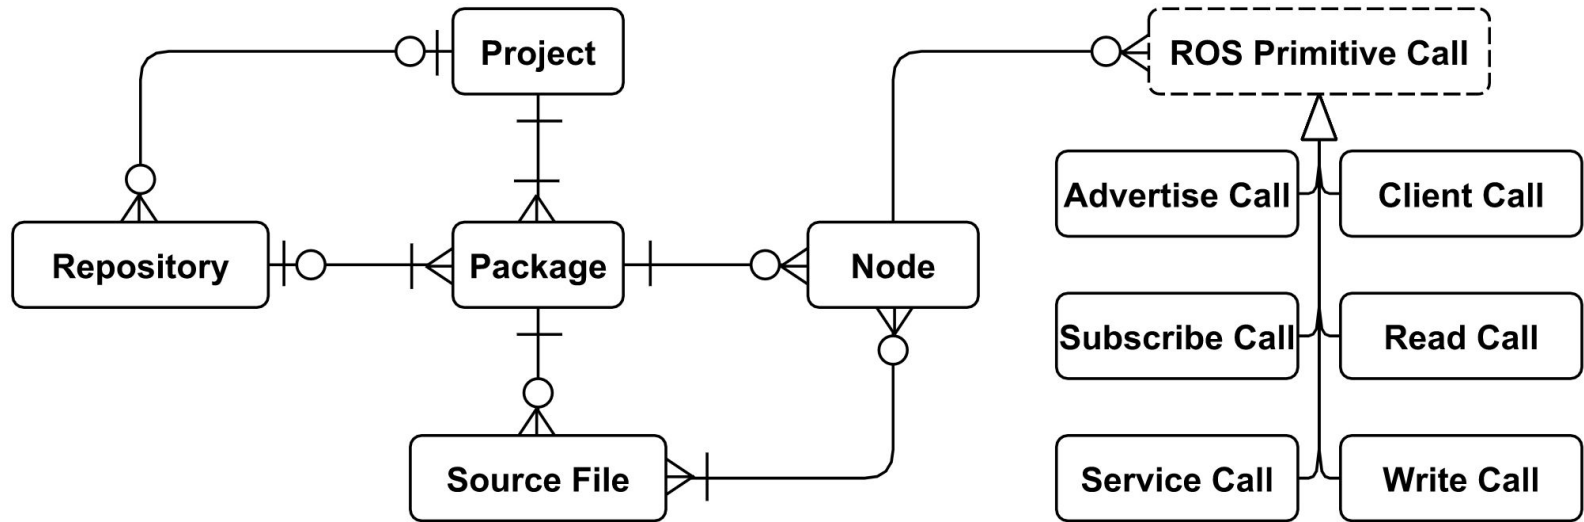 Project
ROS Primitive Call
Advertise Call
Client Call
Repository
Package
Node
Subscribe Call
Read Call
Source File
Service Call
Write Call